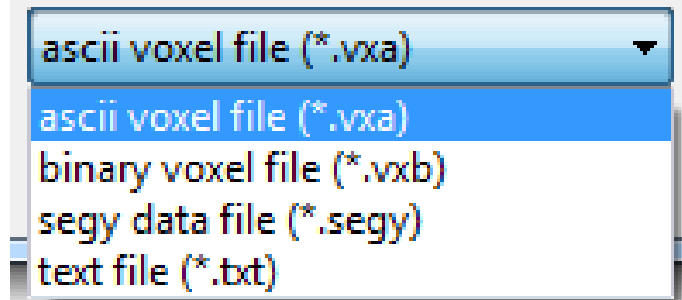 ascii voxel file (*.vxa)
ascii voxel file (*.vxa)
binary voxel file (*.vxb)
segy data file (*.segy)
text file (*.txt)